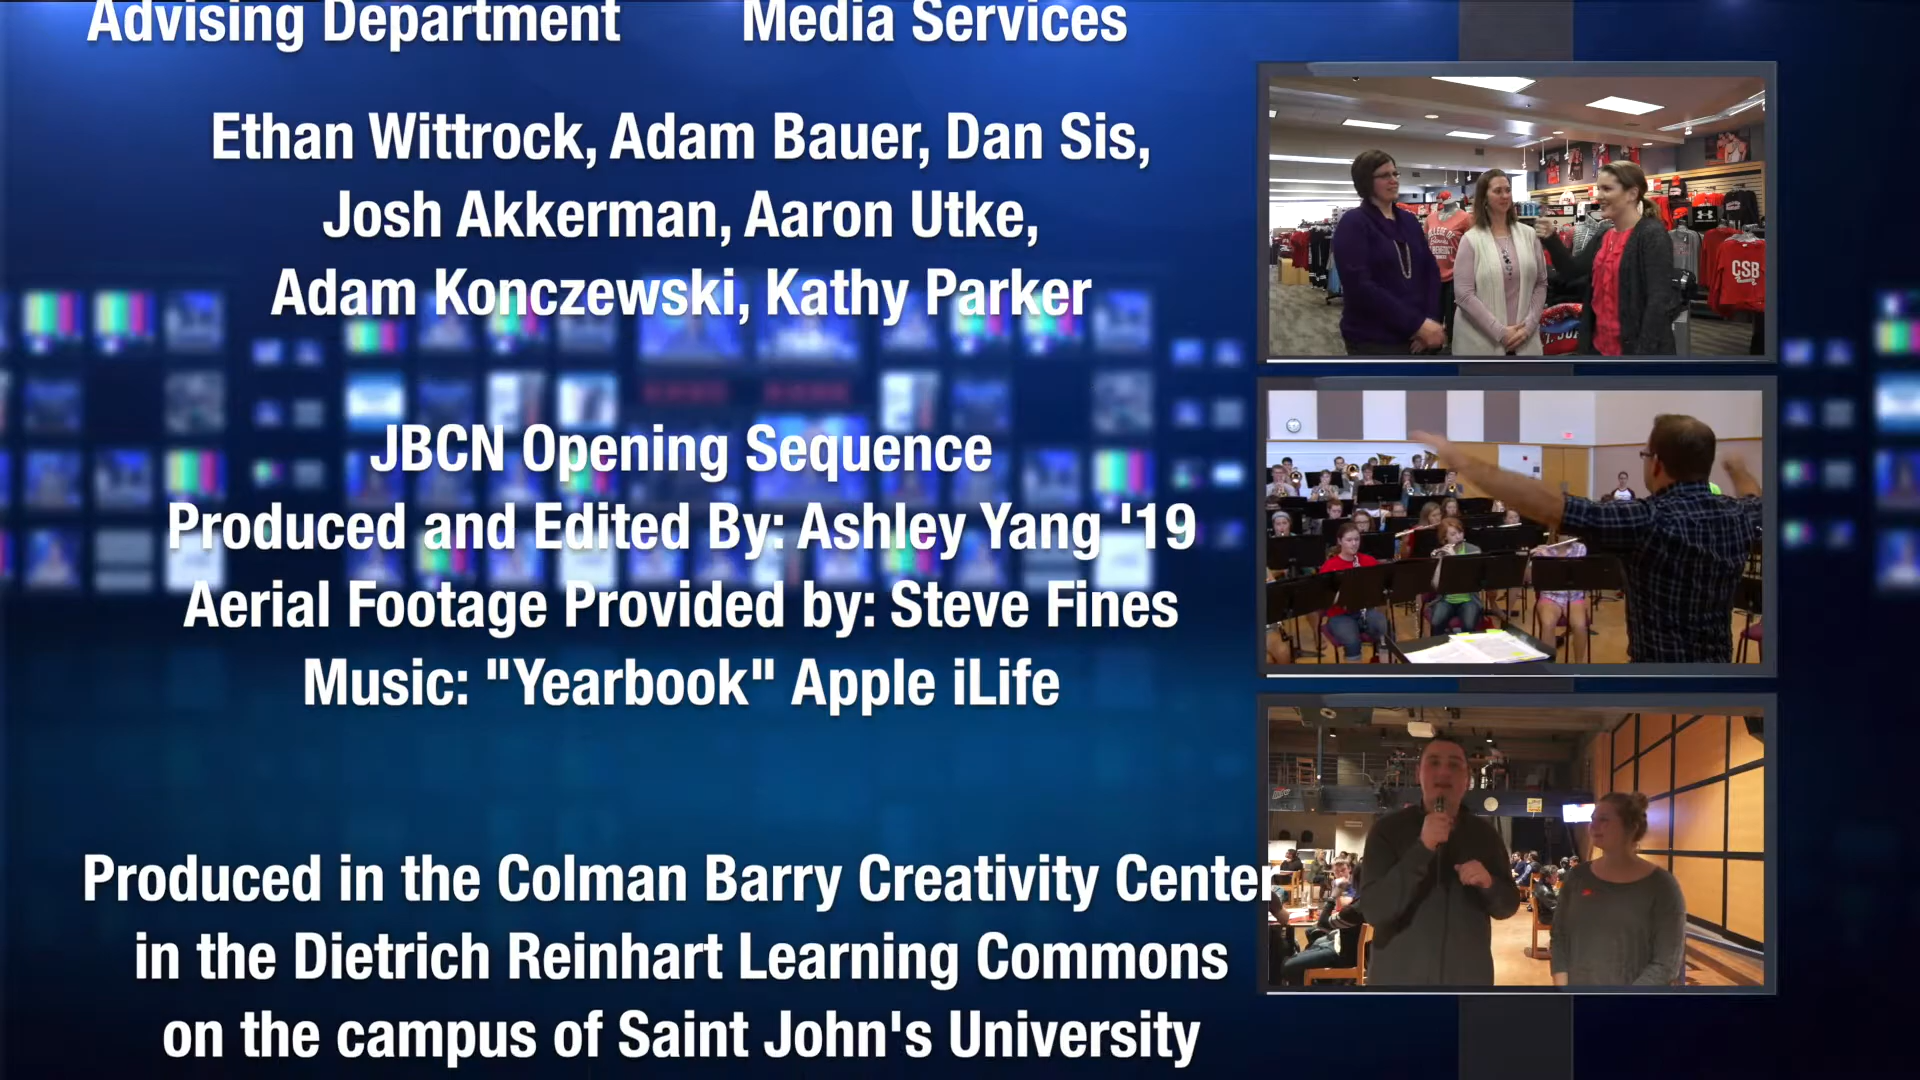 Advising Department Media Services
Ethan Wittrock, Adam Bauer, Dan Sis,
Josh Akkerman, Aaron Utke,
Adam Konczewski, Kathy Parker
JBCN Opening Sequence
Produced and Edited By: Ashley Yang '19
Aerial Footage Provided by: Steve Fines
Music: "Yearbook" Apple iLife
Produced in the Colman Barry Creativity Center
in the Dietrich Reinhart Learning Commons
on the campus of Saint John's University
COLLEGE OF
CSB